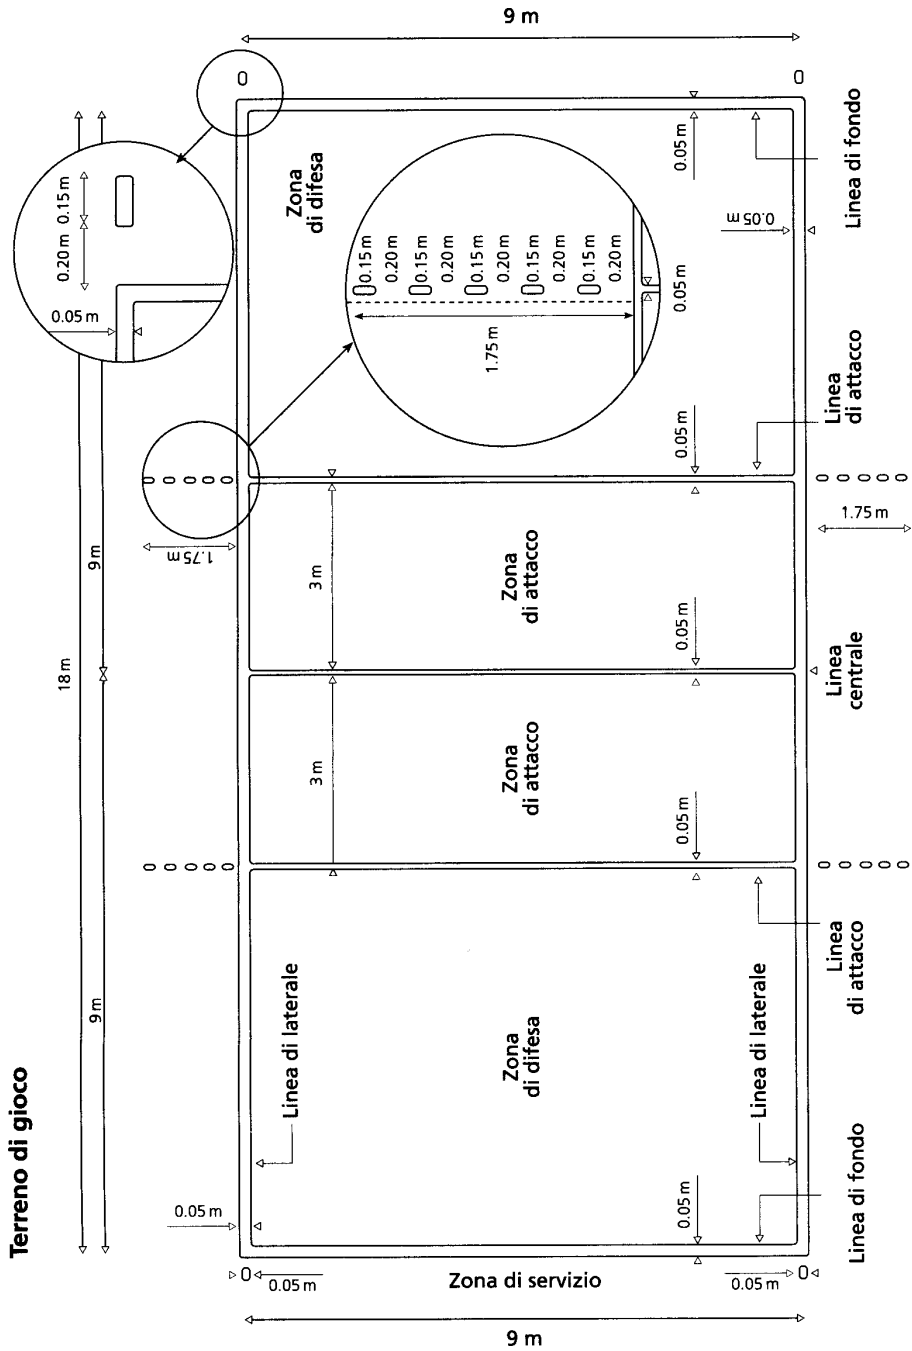 Terreno di gioco
18 m
9 m
9 m
9 m
0.15 m
0.20 m
0.05 m
1.75 m
Zona
di difesa
0.15 m
0.20 m
0.15 m
0.20 m
0.15 m
0.20 m
0.15 m
0.20 m
0.15 m
0.20 m
1.75 m
0.05 m
0.05 m
0.05 m
Linea di fondo
Linea
di attacco
0.05 m
1.75 m
3 m
Zona
di attacco
0.05 m
Linea
centrale
3 m
Zona
di attacco
0.05 m
Linea
di attacco
Linea di laterale
Zona
di difesa
Linea di laterale
0.05 m
0.05 m
Linea di fondo
0.05 m
Zona di servizio
0.05 m
9 m